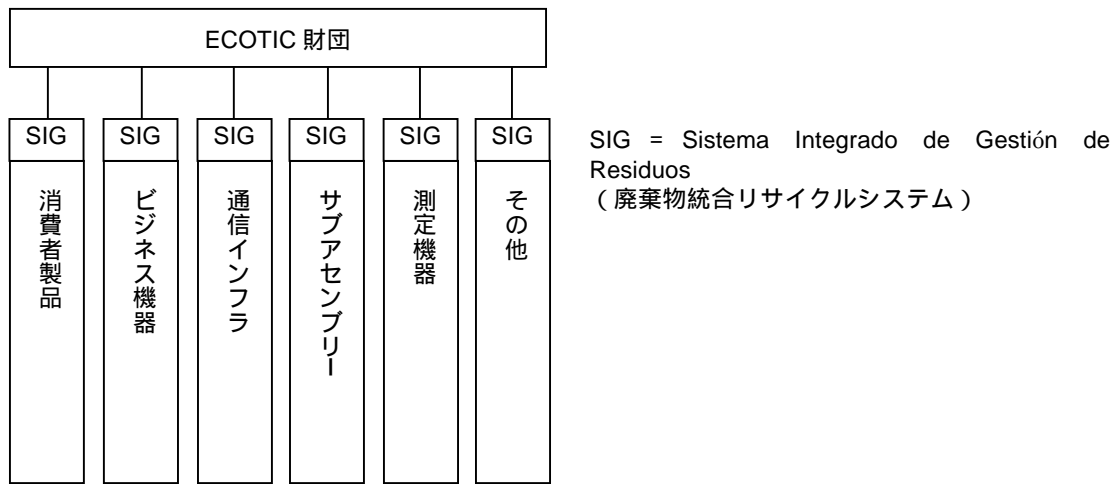 ECOTIC 財団
SIG
SIG
SIG
SIG
SIG
SIG
消費者製品
ビジネス機器
通信インフラ
サブアセンブリー
測定機器
その他
SIG = Sistema Integrado de Gestión de
Residuos
（廃棄物統合リサイクルシステム）